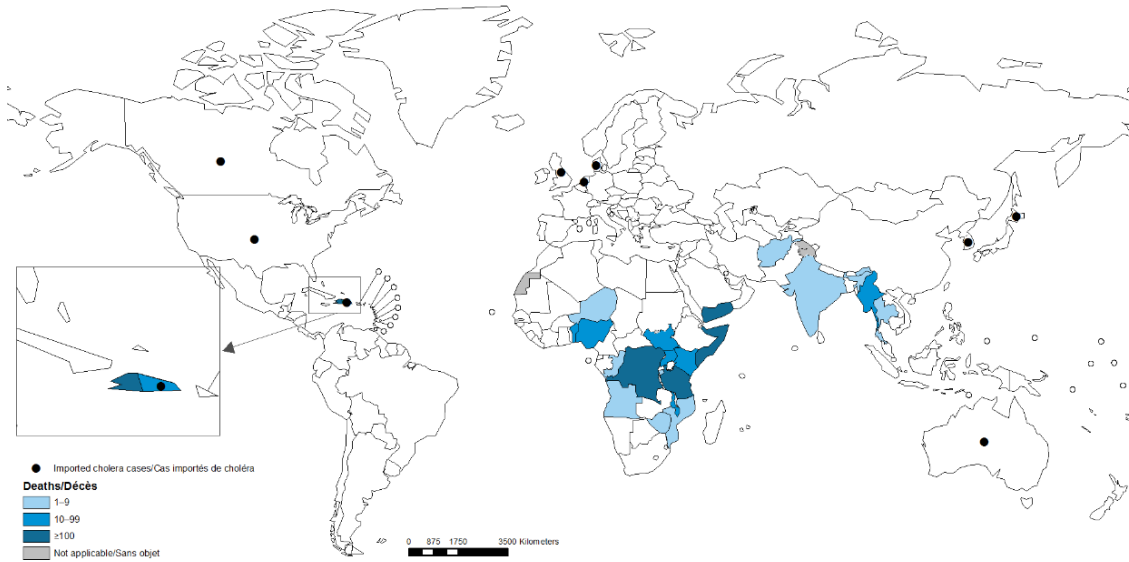 Imported cholera cases/Cas importés de choléra
Deaths/Décès
1–9
10–99
≥100
Not applicable/Sans objet
0 875 1750 3500 Kilometers